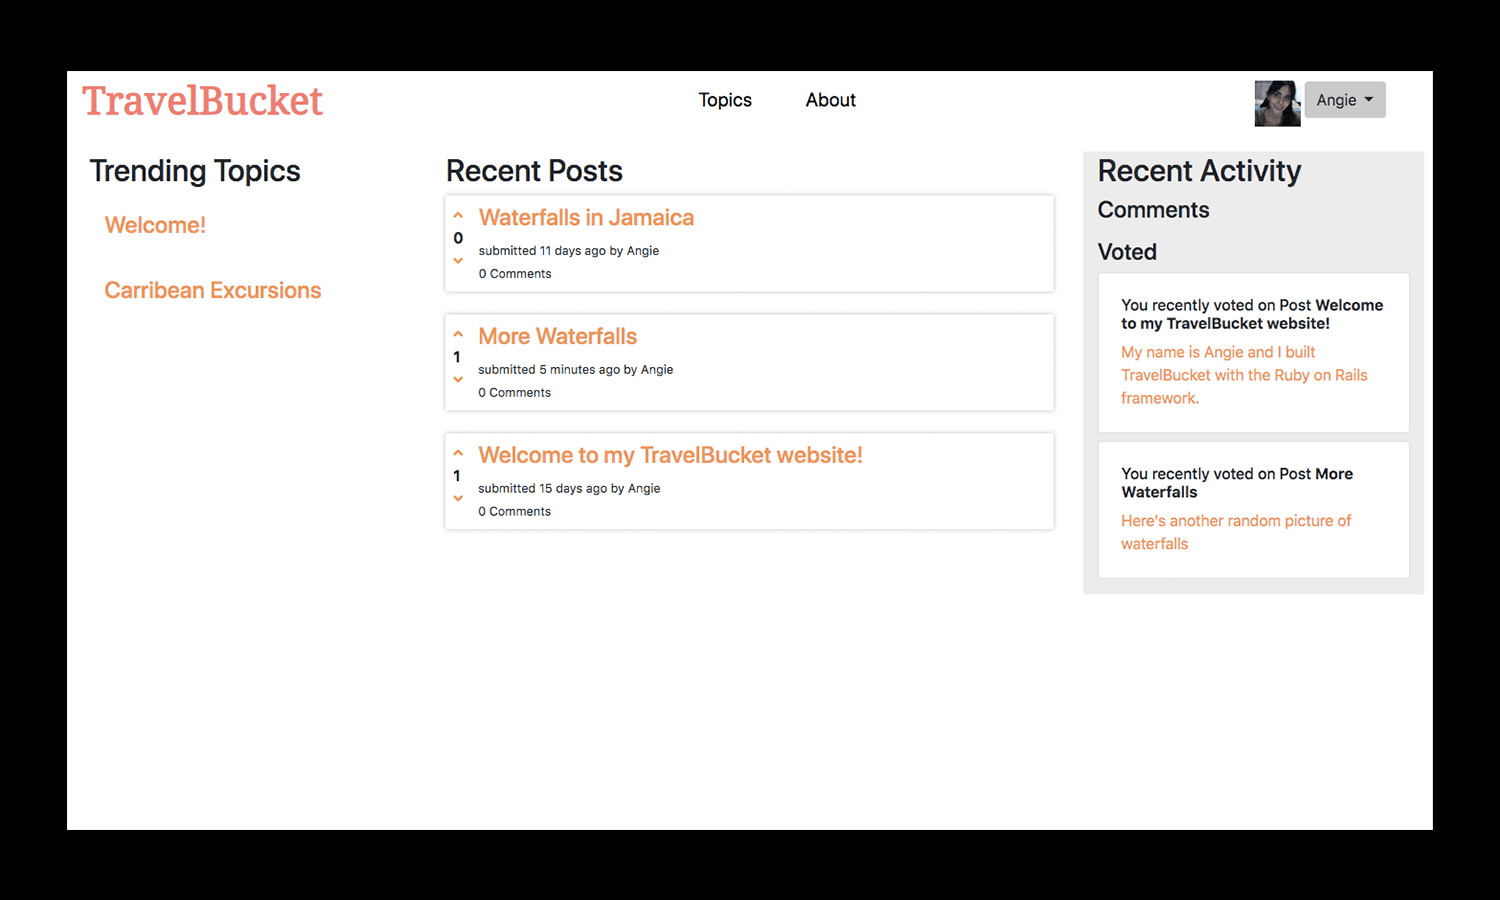 TravelBucket
Topics
About
Angie
Trending Topics
Welcome!
Carribean Excursions
Recent Posts
Waterfalls in Jamaica
0
submitted 11 days ago by Angie
0 Comments
More Waterfalls
1
submitted 5 minutes ago by Angie
0 Comments
Welcome to my TravelBucket website!
1
submitted 15 days ago by Angie
0 Comments
Recent Activity
Comments
Voted
You recently voted on Post Welcome
to my TravelBucket website!
My name is Angie and I built
TravelBucket with the Ruby on Rails
framework.
You recently voted on Post More
Waterfalls
Here's another random picture of
waterfalls